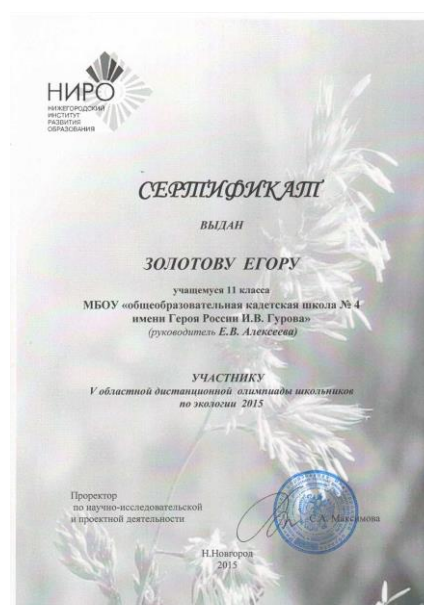 НИРО
НИЖЕГОРОДСКИЙ
ИНСТИТУТ
РАЗВИТИЯ
ОБРАЗОВАНИЯ
СЕРТИФИКАТ
ВЫДАН
ЗОЛОТОВУ ЕГОРУ
учащемуся 11 класса
МБОУ «общеобразовательная кадетская школа № 4
имени Героя России И.В. Гурова»
(руководитель Е.В. Алексеева)
УЧАСТНИКУ
V областной дистанционной олимпиады школьников
по экологии 2015
Проректор
по научно-исследовательской
и проектной деятельности
С.А. Максимова
Н.Новгород
2015